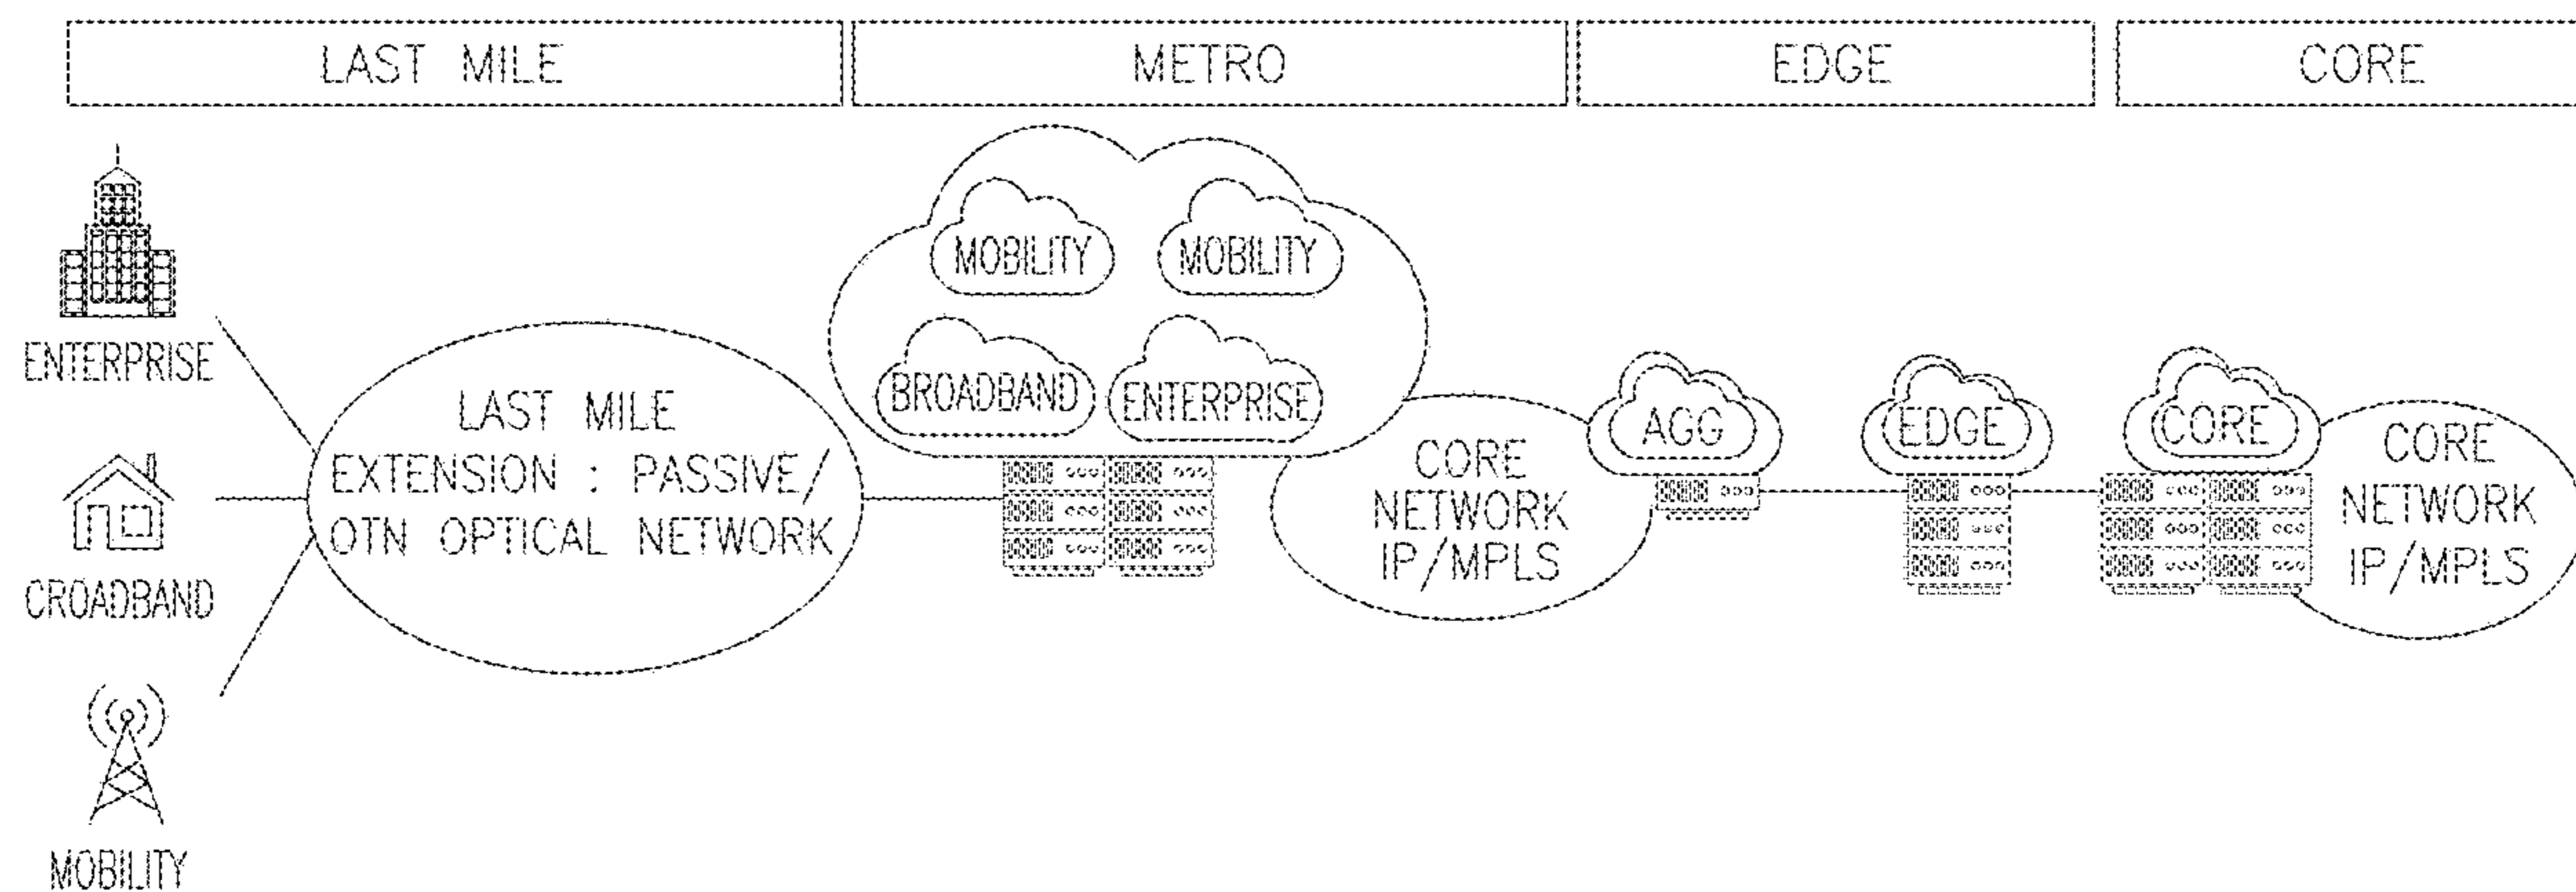 LAST MILE
METRO
EDGE
CORE
ENTERPRISE
CROADBAND
MOBILITY
LAST MILE
EXTENSION : PASSIVE/
OTN OPTICAL NETWORK
MOBILITY
MOBILITY
BROADBAND
ENTERPRISE
CORE
NETWORK
IP/MPLS
AGG
EDGE
CORE
CORE
NETWORK
IP/MPLS